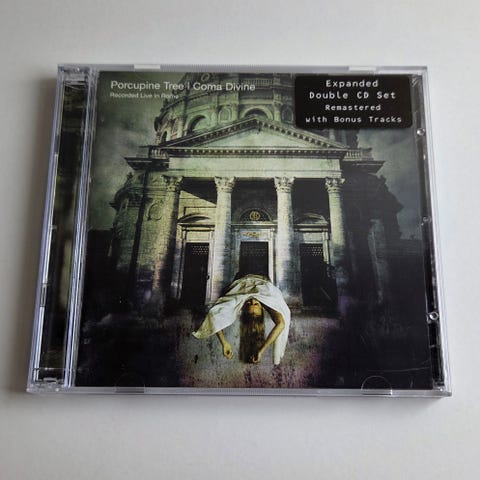 Porcupine Tree | Coma Divine
Recorded Live in Rome
Expanded
Double CD Set
Remastered
with Bonus Tracks